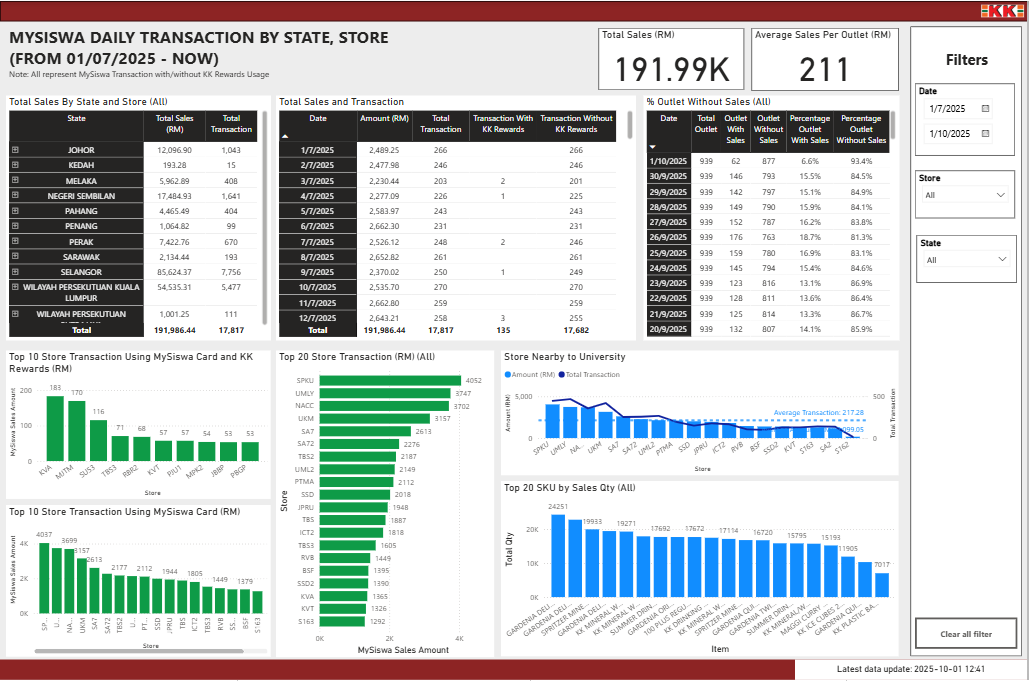 KK
MYSISWA DAILY TRANSACTION BY STATE, STORE
(FROM 01/07/2025 - NOW)
Note: All represent MySiswa Transaction with/without KK Rewards Usage
Total Sales (RM)
191.99K
Average Sales Per Outlet (RM)
211
Filters
Date
1/7/2025
1/10/2025
Store
All
State
All
Clear all filter
Total Sales By State and Store (All)
State Total Sales (RM) Total Transaction
JOHOR 12,096.90 1,043
KEDAH 193.28 15
MELAKA 5,962.89 408
NEGERI SEMBILAN 17,484.93 1,641
PAHANG 4,465.49 404
PENANG 1,064.82 99
PERAK 7,422.76 670
SARAWAK 2,134.44 193
SELANGOR 85,624.37 7,756
WILAYAH PERSEKUTUAN KUALA LUMPUR 54,535.31 5,477
WILAYAH PERSEKUTUAN 1,001.25 111
Total 191,986.44 17,817
Total Sales and Transaction
Date Amount (RM) Total Transaction Transaction With KK Rewards Transaction Without KK Rewards
1/7/2025 2,489.25 266 266
2/7/2025 2,477.98 246 246
3/7/2025 2,230.44 203 2 201
4/7/2025 2,277.09 226 1 225
5/7/2025 2,583.97 243 243
6/7/2025 2,662.30 231 231
7/7/2025 2,526.12 248 2 246
8/7/2025 2,652.82 261 261
9/7/2025 2,370.02 250 1 249
10/7/2025 2,535.70 270 270
11/7/2025 2,662.80 259 259
12/7/2025 2,643.21 258 3 255
Total 191,986.44 17,817 135 17,682
% Outlet Without Sales (All)
Date Total Outlet Outlet With Sales Outlet Without Sales Percentage Outlet With Sales Percentage Outlet Without Sales
1/10/2025 939 62 877 6.6% 93.4%
30/9/2025 939 146 793 15.5% 84.5%
29/9/2025 939 142 797 15.1% 84.9%
28/9/2025 939 149 790 15.9% 84.1%
27/9/2025 939 152 787 16.2% 83.8%
26/9/2025 939 176 763 18.7% 81.3%
25/9/2025 939 159 780 16.9% 83.1%
24/9/2025 939 145 794 15.4% 84.6%
23/9/2025 939 123 816 13.1% 86.9%
22/9/2025 939 128 811 13.6% 86.4%
21/9/2025 939 125 814 13.3% 86.7%
20/9/2025 939 132 807 14.1% 85.9%
Top 10 Store Transaction Using MySiswa Card and KK
Rewards (RM)
MySiswa Sales Amount
200
100
0
183 170 116 71 68 57 57 54 53 53
KVA MJTM SUS3 TBS3 RBR2 KVT PJU1 MPK2 JBBP PBGP
Store
Top 10 Store Transaction Using MySiswa Card (RM)
MySiswa Sales Amount
4K
2K
0K
4037 3699 3157 2613 2177 2112 1944 1805 1449 1379
SP... U... NA... UKM SA7 SA72 TBS2 UM... PT... SSD JPRU TBS ICT2 TBS3 RVB SS... BSF S163
Store
Top 20 Store Transaction (RM) (All)
Store
SPKU 4052
UMLY 3747
NACC 3702
UKM 3157
SA7 2613
SA72 2276
TBS2 2187
UML2 2149
PTMA 2112
SSD 2018
JPRU 1948
TBS 1887
ICT2 1818
TBS3 1605
RVB 1449
BSF 1395
SSD2 1390
KVA 1365
KVT 1326
S163 1292
0K 2K 4K
MySiswa Sales Amount
Store Nearby to University
Amount (RM) Total Transaction
Amount (RM)
5,000
0
Average Transaction: 217.28
099.05
500
0
Total Transaction
SPKU UMLY NA... UKM SA7 SA72 UML2 PTMA SSD JPRU ICT2 RVB BSF SSD2 KVT S163 SA5 S162
Store
Top 20 SKU by Sales Qty (All)
Total Qty
20K
10K
0K
24251 19933 19271 17692 17672 17114 16720 15795 15193 11905 7017
GARDENIA DELI... GARDENIA DELI... SPRITZER MINE... GARDENIA DELI... KK MINERAL W... KK MINERAL W... SUMMER DRIN... GARDENIA ORI... 100 PLUS REGU... KK DRINKING ... KK MINERAL W... SPRITZER MINE... GARDENIA QUI... GARDENIA TWI... SUMMER DRIN... KK MINERAL/W... MAGGI CURRY ... KK ICE CUBES 2... GARDENIA QUI... KK PLASTIC BA...
Item
Latest data update: 2025-10-01 12:41